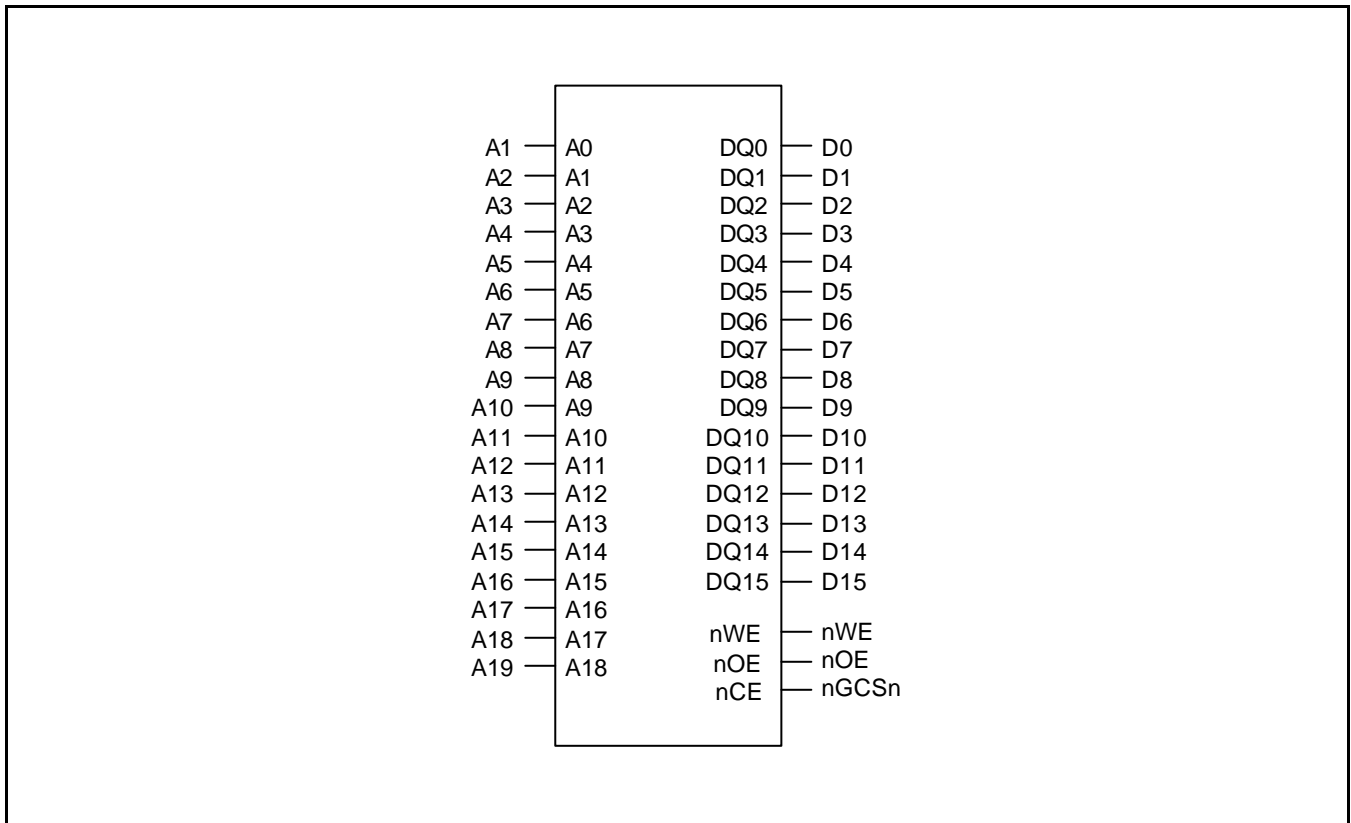 A1 A0 DQ0 D0
A2 A1 DQ1 D1
A3 A2 DQ2 D2
A4 A3 DQ3 D3
A5 A4 DQ4 D4
A6 A5 DQ5 D5
A7 A6 DQ6 D6
A8 A7 DQ7 D7
A9 A8 DQ8 D8
A10 A9 DQ9 D9
A11 A10 DQ10 D10
A12 A11 DQ11 D11
A13 A12 DQ12 D12
A14 A13 DQ13 D13
A15 A14 DQ14 D14
A16 A15 DQ15 D15
A17 A16
A18 A17 nWE nWE
A19 A18 nOE nOE
nCE nGCSn